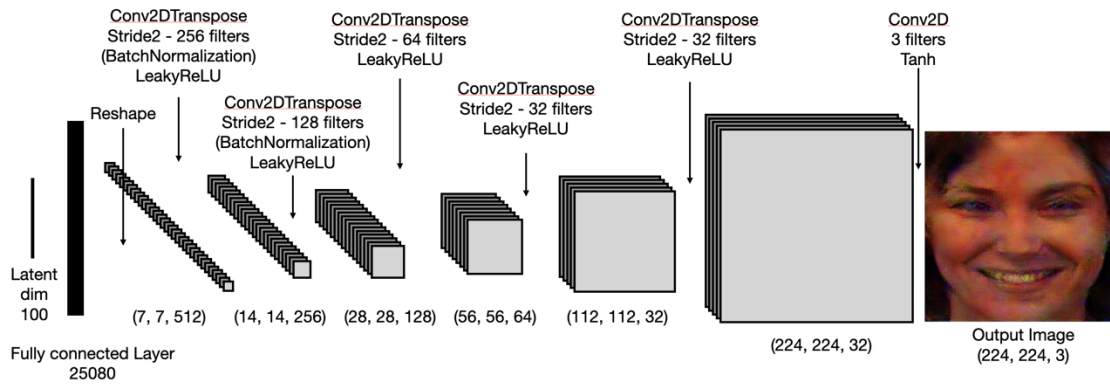 Conv2DTranspose
Stride2 - 256 filters
(BatchNormalization)
LeakyReLU
Reshape
Conv2DTranspose
Stride2 - 128 filters
(BatchNormalization)
LeakyReLU
Conv2DTranspose
Stride2 - 64 filters
LeakyReLU
Conv2DTranspose
Stride2 - 32 filters
LeakyReLU
Conv2DTranspose
Stride2 - 32 filters
LeakyReLU
Conv2D
3 filters
Tanh
Latent
dim
100
Fully connected Layer
25080
(7, 7, 512)
(14, 14, 256)
(28, 28, 128)
(56, 56, 64)
(112, 112, 32)
(224, 224, 32)
Output Image
(224, 224, 3)